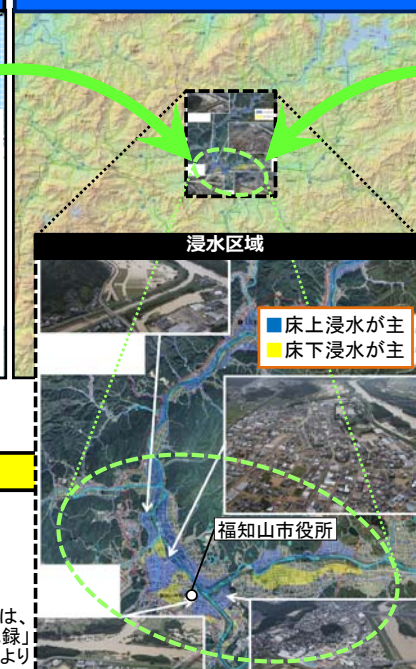 浸水区域
床上浸水が主
床下浸水が主
福知山市役所
は、
録」
より